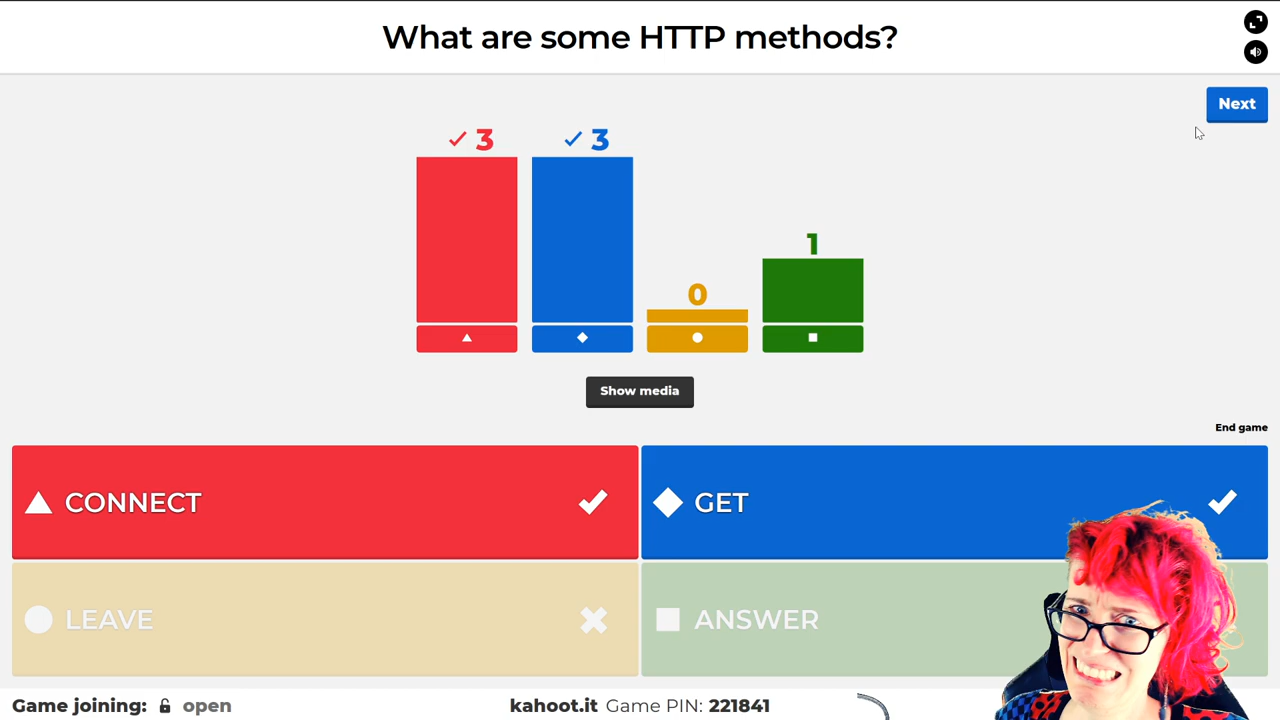 What are some HTTP methods?
Next
3
3
0
1
Show media
End game
CONNECT
GET
LEAVE
ANSWER
Game joining: open
kahoot.it Game PIN: 221841